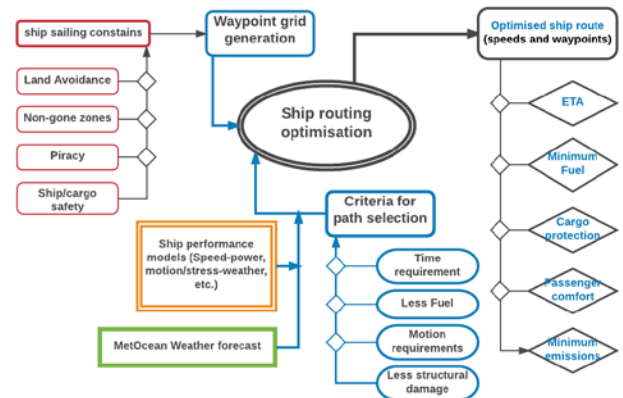 ship sailing constains
Land Avoidance
Non-gone zones
Piracy
Ship/cargo
safety
Waypoint grid
generation
Ship routing
optimisation
Ship performance
models (Speed-power,
motion/stress-weather,
etc.)
MetOcean Weather forecast
Criteria for
path selection
Time
requirement
Less Fuel
Motion
requirements
Less structural
damage
Optimised ship route
(speeds and waypoints)
ETA
Minimum
Fuel
Cargo
protection
Passenger
comfort
Minimum
emissions